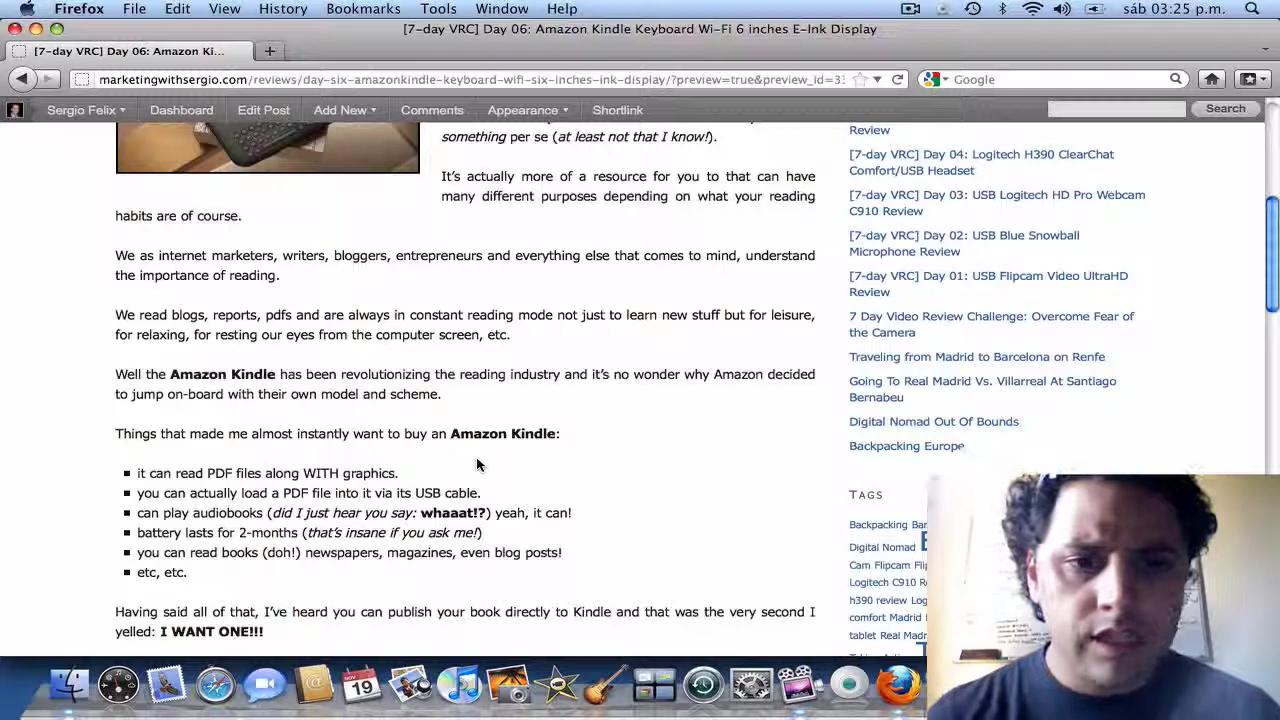 Firefox File Edit View History Bookmarks Tools Window Help sáb 03:25 p.m.
[7-day VRC] Day 06: Amazon Kindle Keyboard Wi-Fi 6 inches E-Ink Display
[7-day VRC] Day 06: Amazon Ki...
marketingwithsergio.com/reviews/day-six-amazonkindle-keyboard-wifi-six-inches-ink-display/?preview=true&preview_id=3 Google
Sergio Felix Dashboard Edit Post Add New Comments Appearance Shortlink Search
something per se (at least not that I know!).
It's actually more of a resource for you to that can have
many different purposes depending on what your reading
habits are of course.
We as internet marketers, writers, bloggers, entrepreneurs and everything else that comes to mind, understand
the importance of reading.
We read blogs, reports, pdfs and are always in constant reading mode not just to learn new stuff but for leisure,
for relaxing, for resting our eyes from the computer screen, etc.
Well the Amazon Kindle has been revolutionizing the reading industry and it's no wonder why Amazon decided
to jump on-board with their own model and scheme.
Things that made me almost instantly want to buy an Amazon Kindle:
it can read PDF files along WITH graphics.
you can actually load a PDF file into it via its USB cable.
can play audiobooks (did I just hear you say: whaaat!?) yeah, it can!
battery lasts for 2-months (that's insane if you ask me!)
you can read books (doh!) newspapers, magazines, even blog posts!
etc, etc.
Having said all of that, I've heard you can publish your book directly to Kindle and that was the very second I
yelled: I WANT ONE!!!
Review
[7-day VRC] Day 04: Logitech H390 ClearChat
Comfort/USB Headset
[7-day VRC] Day 03: USB Logitech HD Pro Webcam
C910 Review
[7-day VRC] Day 02: USB Blue Snowball
Microphone Review
[7-day VRC] Day 01: USB Flipcam Video UltraHD
Review
7 Day Video Review Challenge: Overcome Fear of
the Camera
Traveling from Madrid to Barcelona on Renfe
Going To Real Madrid Vs. Villarreal At Santiago
Bernabeu
Digital Nomad Out Of Bounds
Backpacking Europe
TAGS
Backpacking
Digital Nomad
Cam Flipcam
Logitech C910
h390 review
comfort Madrid
tablet Real
NOV
19